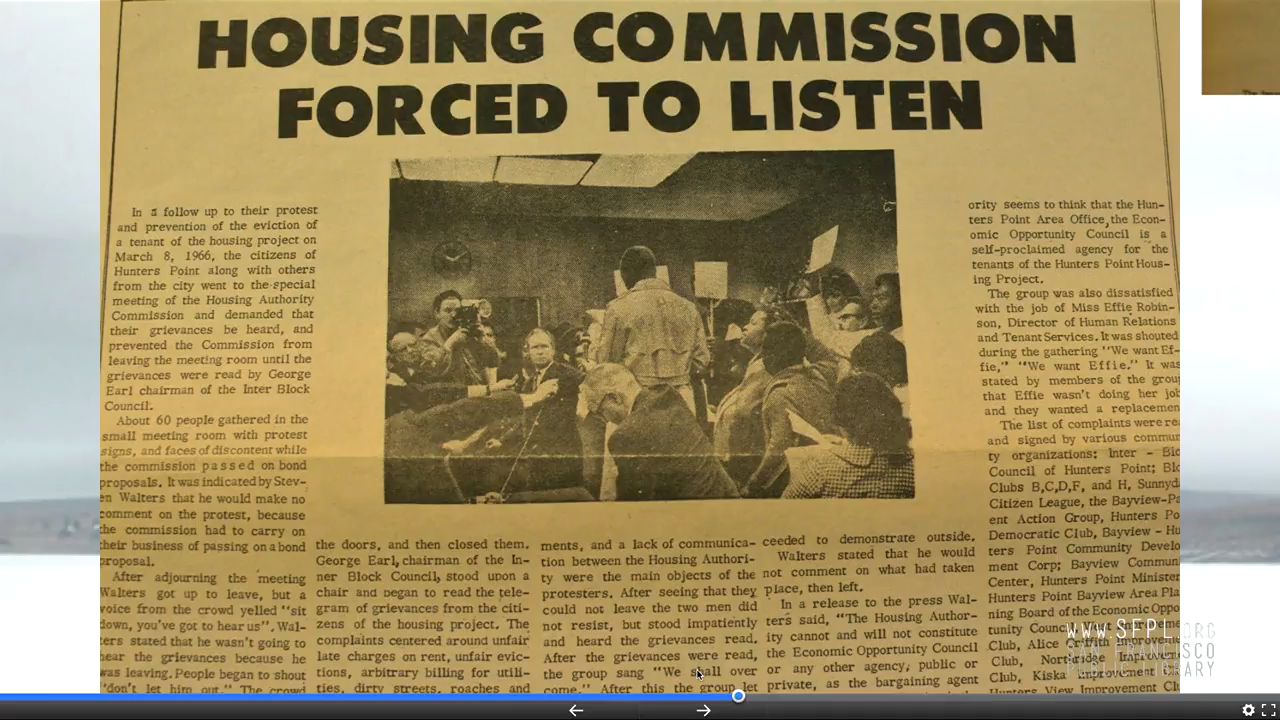 HOUSING COMMISSION
FORCED TO LISTEN
In a follow up to their protest
and prevention of the eviction of
a tenant of the housing project on
March 8, 1966, the citizens of
Hunters Point along with others
from the city went to the special
meeting of the Housing Authority
Commission and demanded that
their grievances be heard, and
prevented the Commission from
leaving the meeting room until the
grievances were read by George
Earl chairman of the Inter Block
Council.
About 60 people gathered in the
small meeting room with protest
signs, and faces of discontent while
the commission passed on bond
proposals. It was indicated by Stev-
en Walters that he would make no
comment on the protest, because
the commission had to carry on
their business of passing on a bond
proposal.
After adjourning the meeting
Walters got up to leave, but a
voice from the crowd yelled "sit
down, you've got to hear us". Wal-
ters stated that he wasn't going to
hear the grievances because he
was leaving. People began to shout
"don't let him out." The crowd
the doors, and then closed them.
George Earl, chairman of the In-
ner Block Council, stood upon a
chair and began to read the tele-
gram of grievances from the citi-
zens of the housing project. The
complaints centered around unfair
late charges on rent, unfair evic-
tions, arbitrary billing for utili-
ties, dirty streets, roaches and
ments, and a lack of communica-
tion between the Housing Authori-
ty were the main objects of the
protesters. After seeing that they
could not leave the two men did
not resist, but stood impatiently
and heard the grievances read.
After the grievances were read,
the group sang "We shall over
come." After this the group let
ceeded to demonstrate outside.
Walters stated that he would
not comment on what had taken
place, then left.
In a release to the press Wal-
ters said, "The Housing Author-
ity cannot and will not constitute
the Economic Opportunity Council
or any other agency, public or
private, as the bargaining agent
ority seems to think that the Hun-
ters Point Area Office, the Econ-
omic Opportunity Council is a
self-proclaimed agency for the
tenants of the Hunters Point Hous-
ing Project.
The group was also dissatisfied
with the job of Miss Effie Robin-
son, Director of Human Relations
and Tenant Services. It was shouted
during the gathering "We want Ef-
fie," "We want Effie." It was
stated by members of the grou
that Effie wasn't doing her job
and they wanted a replacemen
The list of complaints were rea
and signed by various commun
ty organizations: Inter - Blo
Council of Hunters Point; Blo
Clubs B,C,D,F, and H, Sunnyd
Citizen League, the Bayview-Pa
ent Action Group, Hunters Po
Democratic Club, Bayview - Hu
ters Point Community Develo
ment Corp; Bayview Commun
Center, Hunters Point Minister
Hunters Point Bayview Area Pla
ning Board of the Economic Oppo
tunity Counc
Club, Alice Griffith Improvem
Club, Northridge Improvem
Club, Kiska Improvement Cl
Hunters View Improvement Cl
WWW.SFPL.ORG
SAN FRANCISCO
PUBLIC LIBRARY